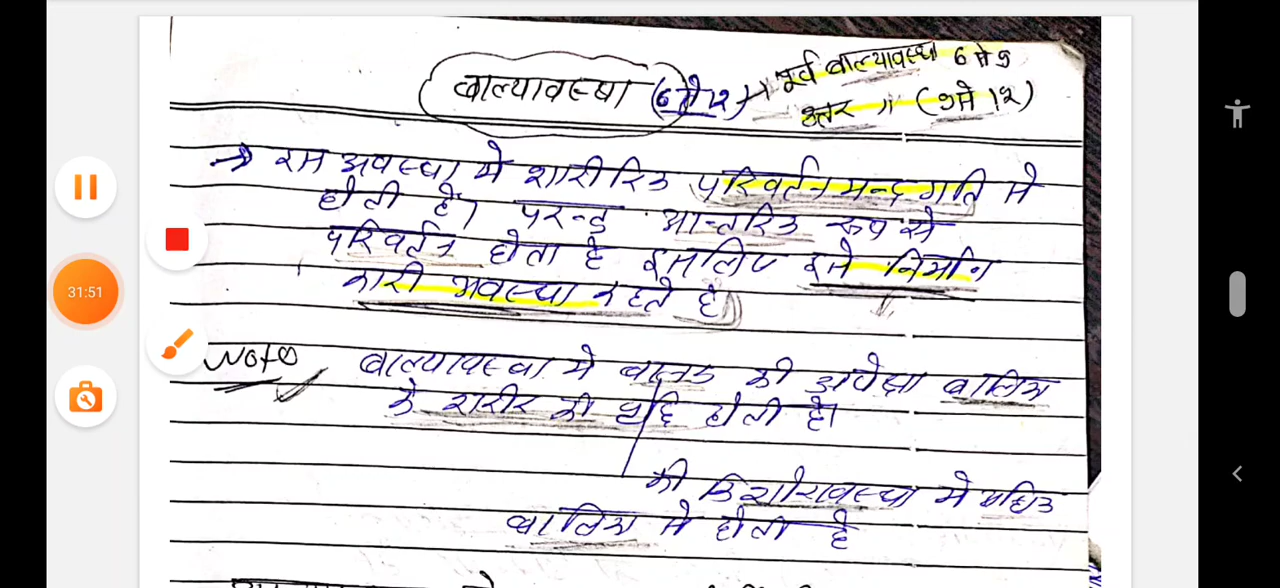 बाल्यावस्था (6 से 12) → पूर्व बाल्यावस्था 6 से 9
उत्तर 〃 (9 से 12)
→ इस अवस्था मे शारीरिक परिवर्तन मन्द गति से
होती है। परन्तु आन्तरिक रूप से
परिवर्तन होता है इसलिए इसे निर्माण
कारी अवस्था कहते है
31:51
Note बाल्यावस्था मे बालक की अपेक्षा बालिका
के शारीर की वृद्धि होती है।
की किशोरावस्था मे अधिक
बालिका मे होती है